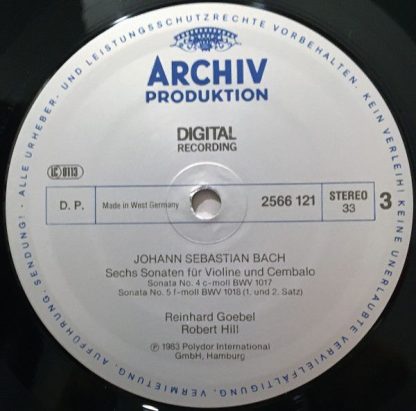 ALLE URHEBER- UND LEISTUNGSSCHUTZRECHTE VORBEHALTEN. KEIN VERLEIH! KEINE UNERLAUBTE VERVIELFÄLTIGUNG, VERMIETUNG, AUFFÜHRUNG, SENDUNG!
ARCHIV
PRODUKTION
DIGITAL
RECORDING
LC 0113
D. P.
Made in West Germany
2566 121
STEREO
33
3
JOHANN SEBASTIAN BACH
Sechs Sonaten für Violine und Cembalo
Sonata No. 4 c-moll BWV 1017
Sonata No. 5 f-moll BWV 1018 (1. und 2. Satz)
Reinhard Goebel
Robert Hill
Ⓟ 1983 Polydor International
GmbH, Hamburg